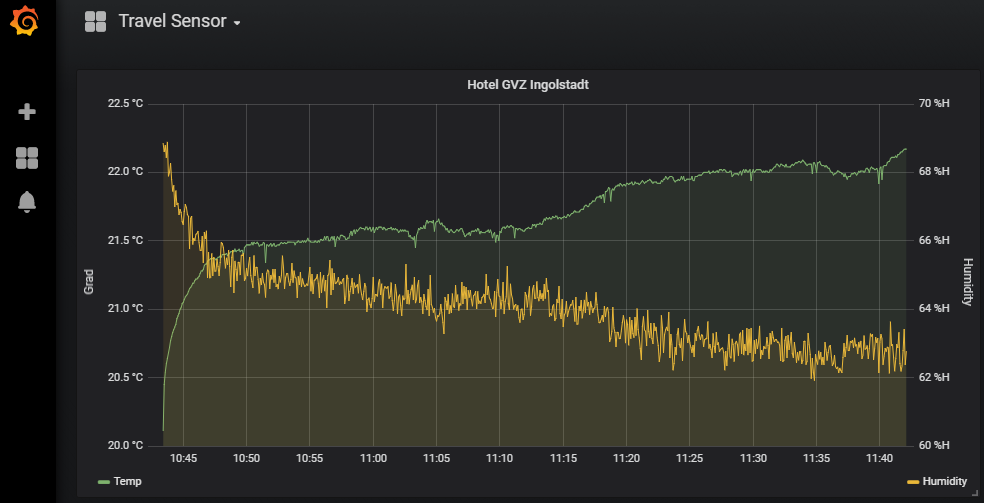 Travel Sensor
Hotel GVZ Ingolstadt
22.5 °C
70 %H
22.0 °C
68 %H
21.5 °C
66 %H
Grad
Humidity
21.0 °C
64 %H
20.5 °C
62 %H
20.0 °C
60 %H
10:45 10:50 10:55 11:00 11:05 11:10 11:15 11:20 11:25 11:30 11:35 11:40
Temp
Humidity